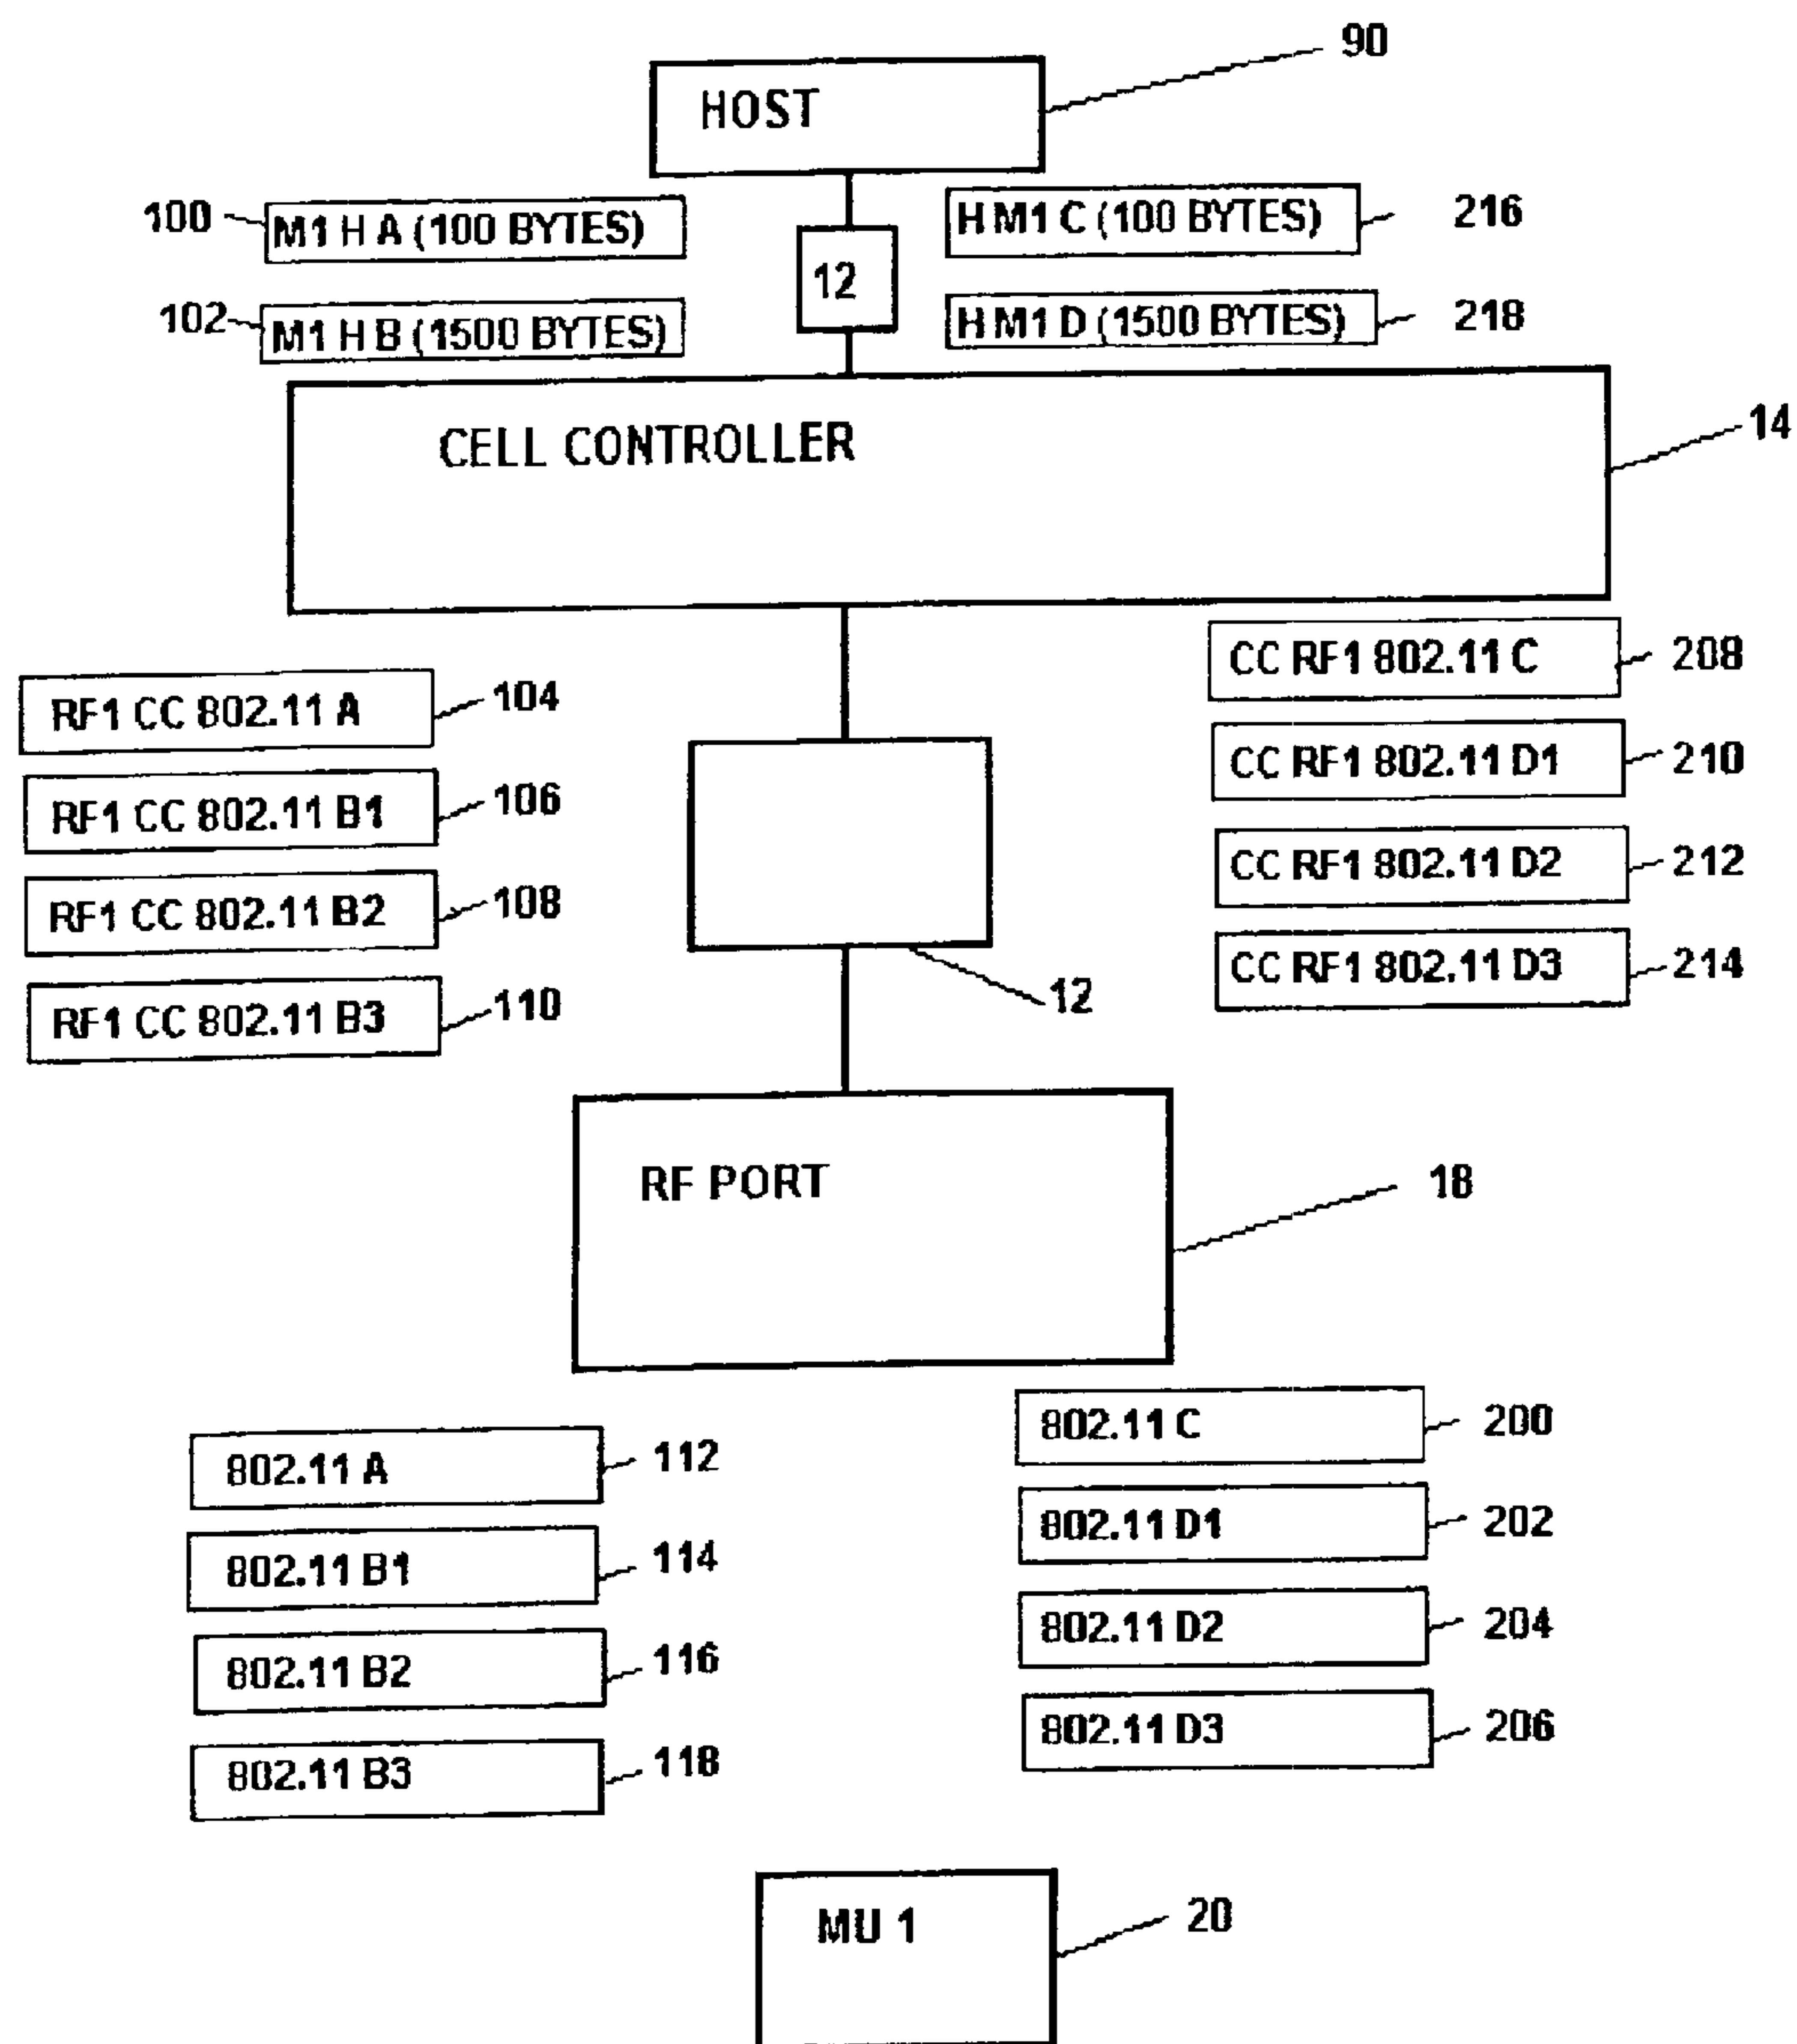 90
HOST
100 M1 H A (100 BYTES)
H M1 C (100 BYTES) 216
12
102 M1 H B (1500 BYTES)
H M1 D (1500 BYTES) 218
CELL CONTROLLER
14
CC RF1 802.11 C 208
RF1 CC 802.11 A 104
CC RF1 802.11 D1 210
RF1 CC 802.11 B1 106
CC RF1 802.11 D2 212
RF1 CC 802.11 B2 108
CC RF1 802.11 D3 214
12
RF1 CC 802.11 B3 110
RF PORT
18
802.11 C 200
802.11 A 112
802.11 D1 202
802.11 B1 114
802.11 D2 204
802.11 B2 116
802.11 D3 206
802.11 B3 118
MU 1
20